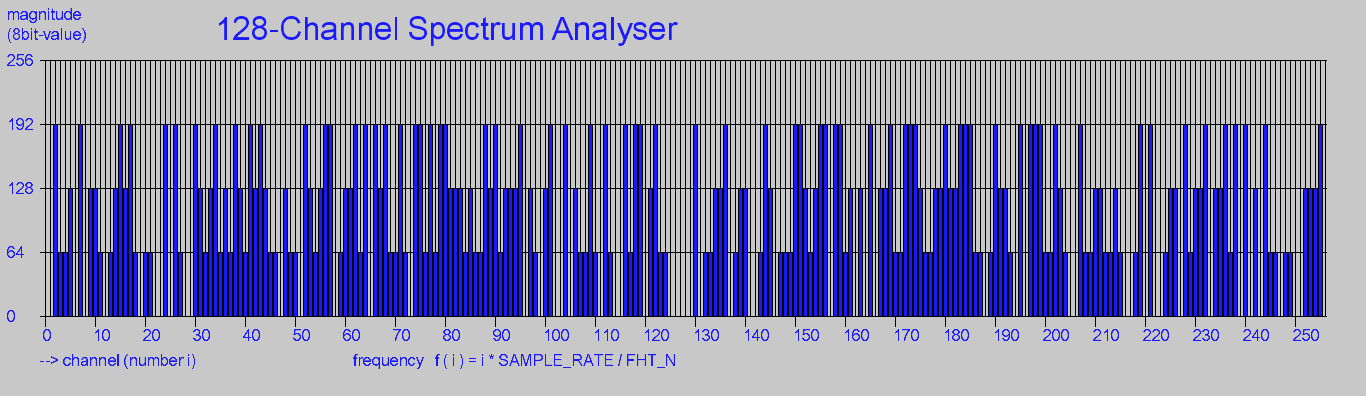 magnitude
(8bit-value)
128-Channel Spectrum Analyser
256
192
128
64
0
0 10 20 30 40 50 60 70 80 90 100 110 120 130 140 150 160 170 180 190 200 210 220 230 240 250
--> channel (number i)
frequency f ( i ) = i * SAMPLE_RATE / FHT_N